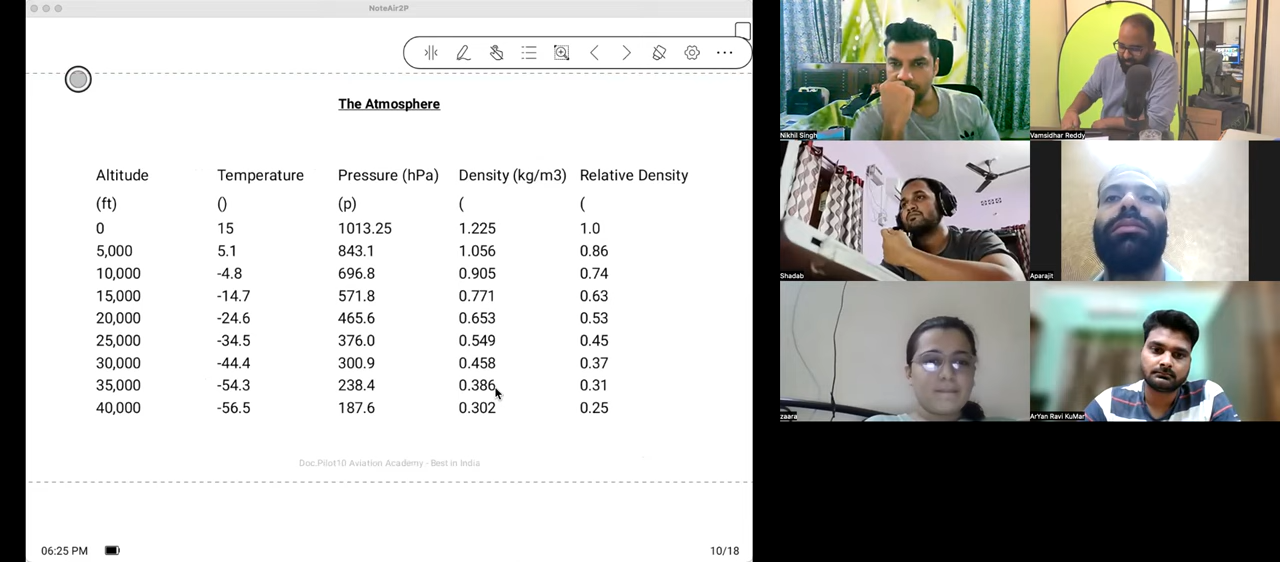 NoteAir2P
The Atmosphere
Altitude Temperature Pressure (hPa) Density (kg/m3) Relative Density
(ft) () (p) ( (
0 15 1013.25 1.225 1.0
5,000 5.1 843.1 1.056 0.86
10,000 -4.8 696.8 0.905 0.74
15,000 -14.7 571.8 0.771 0.63
20,000 -24.6 465.6 0.653 0.53
25,000 -34.5 376.0 0.549 0.45
30,000 -44.4 300.9 0.458 0.37
35,000 -54.3 238.4 0.386 0.31
40,000 -56.5 187.6 0.302 0.25
Doc.Pilot10 Aviation Academy - Best in India
06:25 PM
10/18
Nikhil Singh
Vamsidhar Reddy
Shadab
Aparajit
zaara
ArYan Ravi KuMar